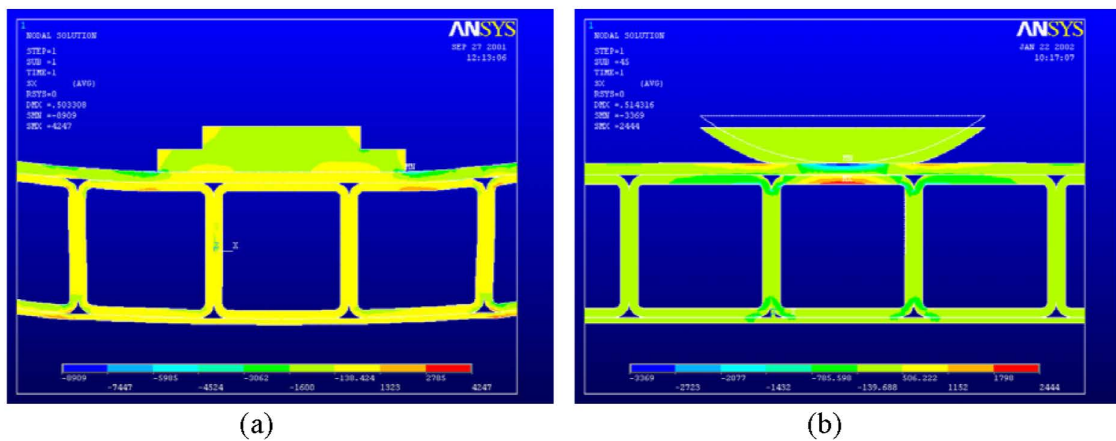 1
ANSYS
NODAL SOLUTION
SEP 27 2001
12:13:06
STEP=1
SUB =1
TIME=1
SX (AVG)
RSYS=0
DMX =.503308
SMN =-8909
SMX =4247
MN
X
-8909 -5985 -3062 -138.424 2785
-7447 -4524 -1600 1323 4247
(a)
1
ANSYS
NODAL SOLUTION
JAN 22 2002
10:17:07
STEP=1
SUB =45
TIME=1
SX (AVG)
RSYS=0
DMX =.514316
SMN =-3369
SMX =2444
-3369 -2077 -785.598 506.222 1798
-2723 -1432 -139.688 1152 2444
(b)